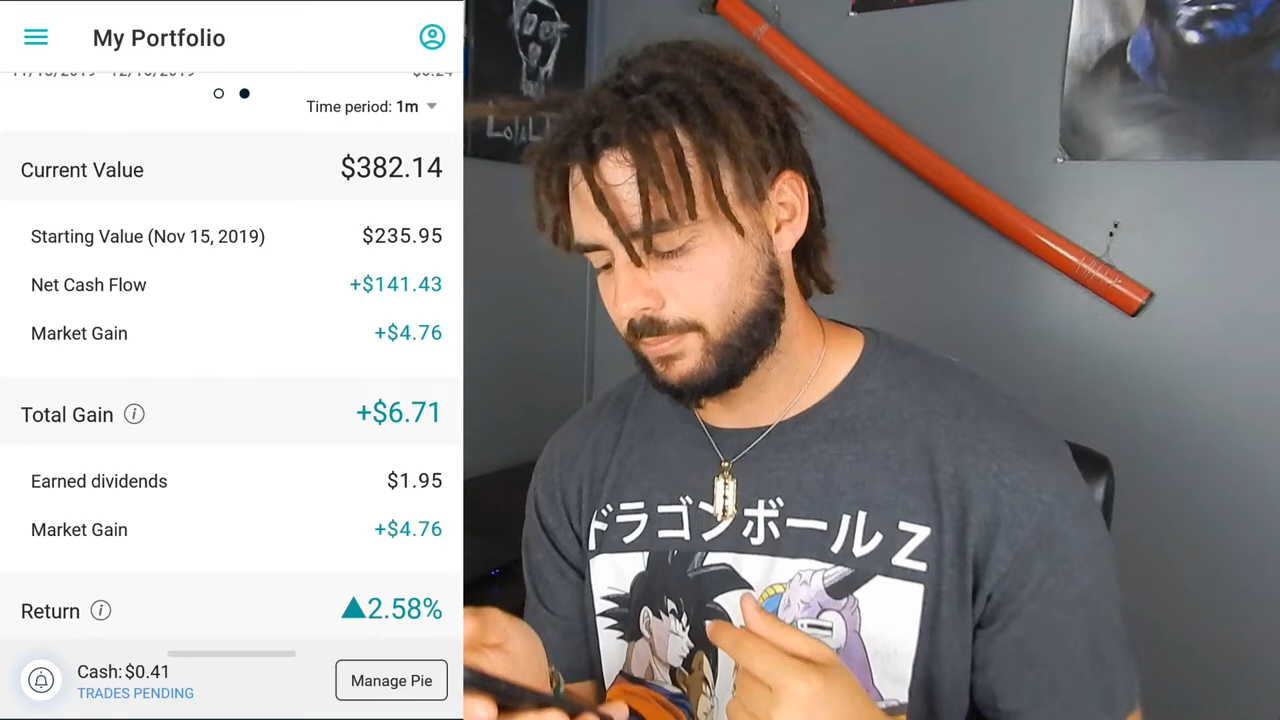 My Portfolio
Time period: 1m
Current Value $382.14
Starting Value (Nov 15, 2019) $235.95
Net Cash Flow +$141.43
Market Gain +$4.76
Total Gain +$6.71
Earned dividends $1.95
Market Gain +$4.76
Return 2.58%
Cash: $0.41
TRADES PENDING
Manage Pie
ドラゴンボールZ